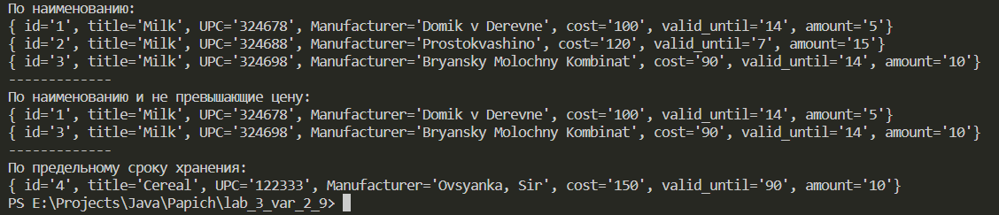 По наименованию:
{ id='1', title='Milk', UPC='324678', Manufacturer='Domik v Derevne', cost='100', valid_until='14', amount='5'}
{ id='2', title='Milk', UPC='324688', Manufacturer='Prostokvashino', cost='120', valid_until='7', amount='15'}
{ id='3', title='Milk', UPC='324698', Manufacturer='Bryansky Molochny Kombinat', cost='90', valid_until='14', amount='10'}
-------------
По наименованию и не превышающие цену:
{ id='1', title='Milk', UPC='324678', Manufacturer='Domik v Derevne', cost='100', valid_until='14', amount='5'}
{ id='3', title='Milk', UPC='324698', Manufacturer='Bryansky Molochny Kombinat', cost='90', valid_until='14', amount='10'}
-------------
По предельному сроку хранения:
{ id='4', title='Cereal', UPC='122333', Manufacturer='Ovsyanka, Sir', cost='150', valid_until='90', amount='10'}
PS E:\Projects\Java\Papich\lab_3_var_2_9>